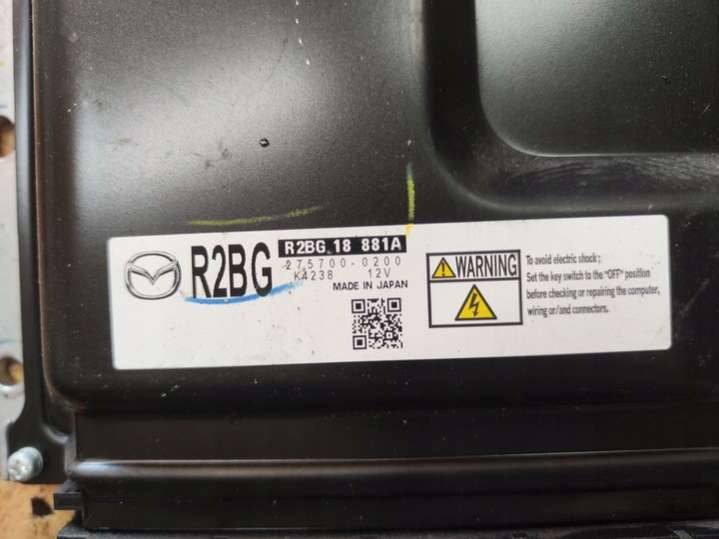 R2BG
R2BG 18 881A
275700-0200
K4238 12V
MADE IN JAPAN
WARNING
To avoid electric shock;
Set the key switch to the "OFF" position
before checking or repairing the computer,
wiring or/and connectors.